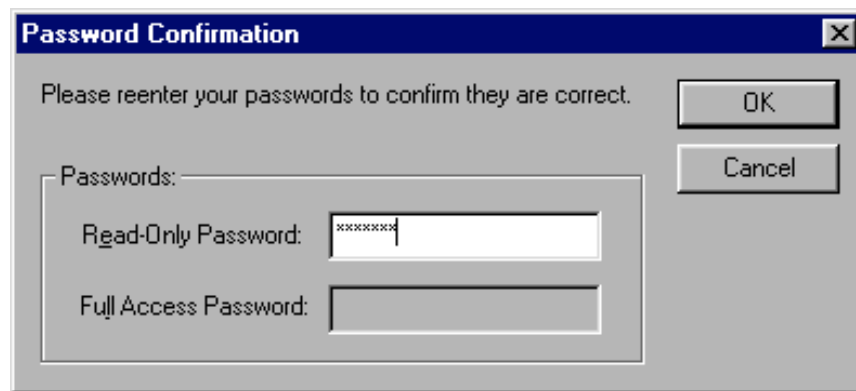 Password Confirmation
Please reenter your passwords to confirm they are correct.
OK
Cancel
Passwords:
Read-Only Password: xxxxxxx
Full Access Password: